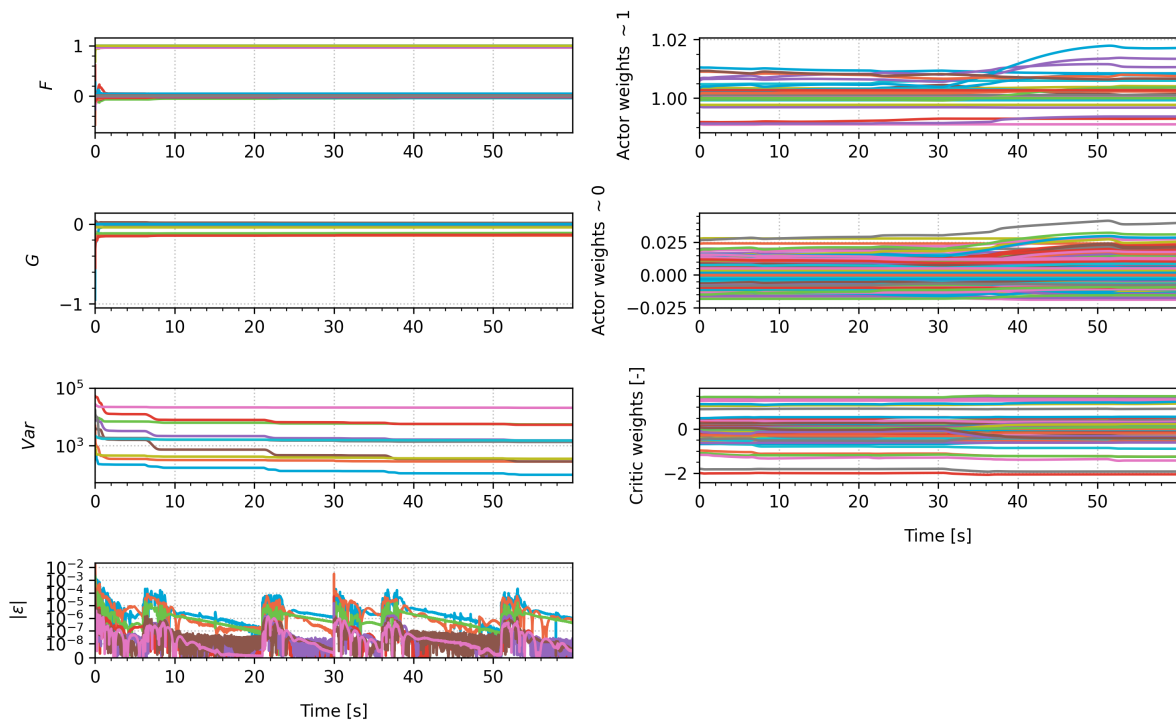 F
1
0
0 10 20 30 40 50
G
0
−1
0 10 20 30 40 50
Var
10^5
10^3
0 10 20 30 40 50
|ε|
10^−2
10^−3
10^−4
10^−5
10^−6
10^−7
10^−8
0
0 10 20 30 40 50
Time [s]
Actor weights ~ 1
1.02
1.00
0 10 20 30 40 50
Actor weights ~ 0
0.025
0.000
−0.025
0 10 20 30 40 50
Critic weights [-]
0
−2
0 10 20 30 40 50
Time [s]